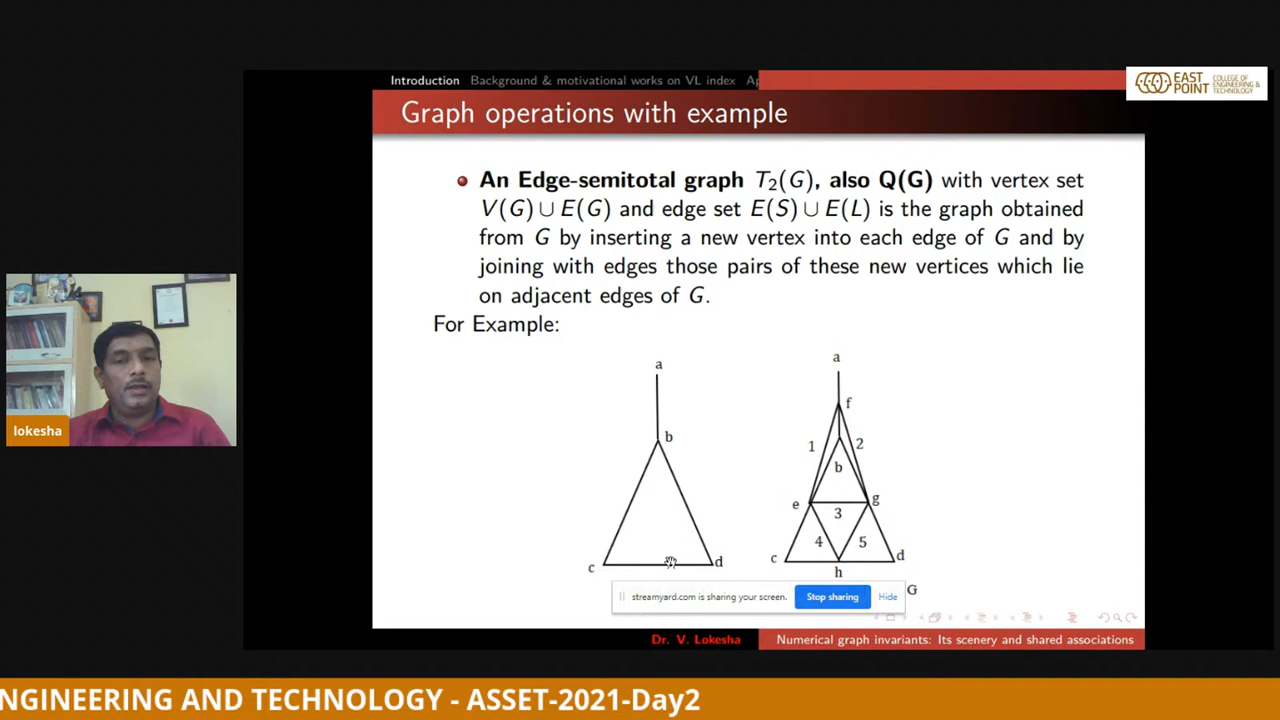 Introduction Background & motivational works on VL index Ap
EAST POINT COLLEGE OF ENGINEERING & TECHNOLOGY
Graph operations with example
An Edge-semitotal graph T₂(G), also Q(G) with vertex set
V(G) ∪ E(G) and edge set E(S) ∪ E(L) is the graph obtained
from G by inserting a new vertex into each edge of G and by
joining with edges those pairs of these new vertices which lie
on adjacent edges of G.
For Example:
a
b
c
d
a
f
1
2
b
e
g
3
4
5
c
d
h
G
lokesha
streamyard.com is sharing your screen. Stop sharing Hide
Dr. V. Lokesha Numerical graph invariants: Its scenery and shared associations
NGINEERING AND TECHNOLOGY - ASSET-2021-Day2